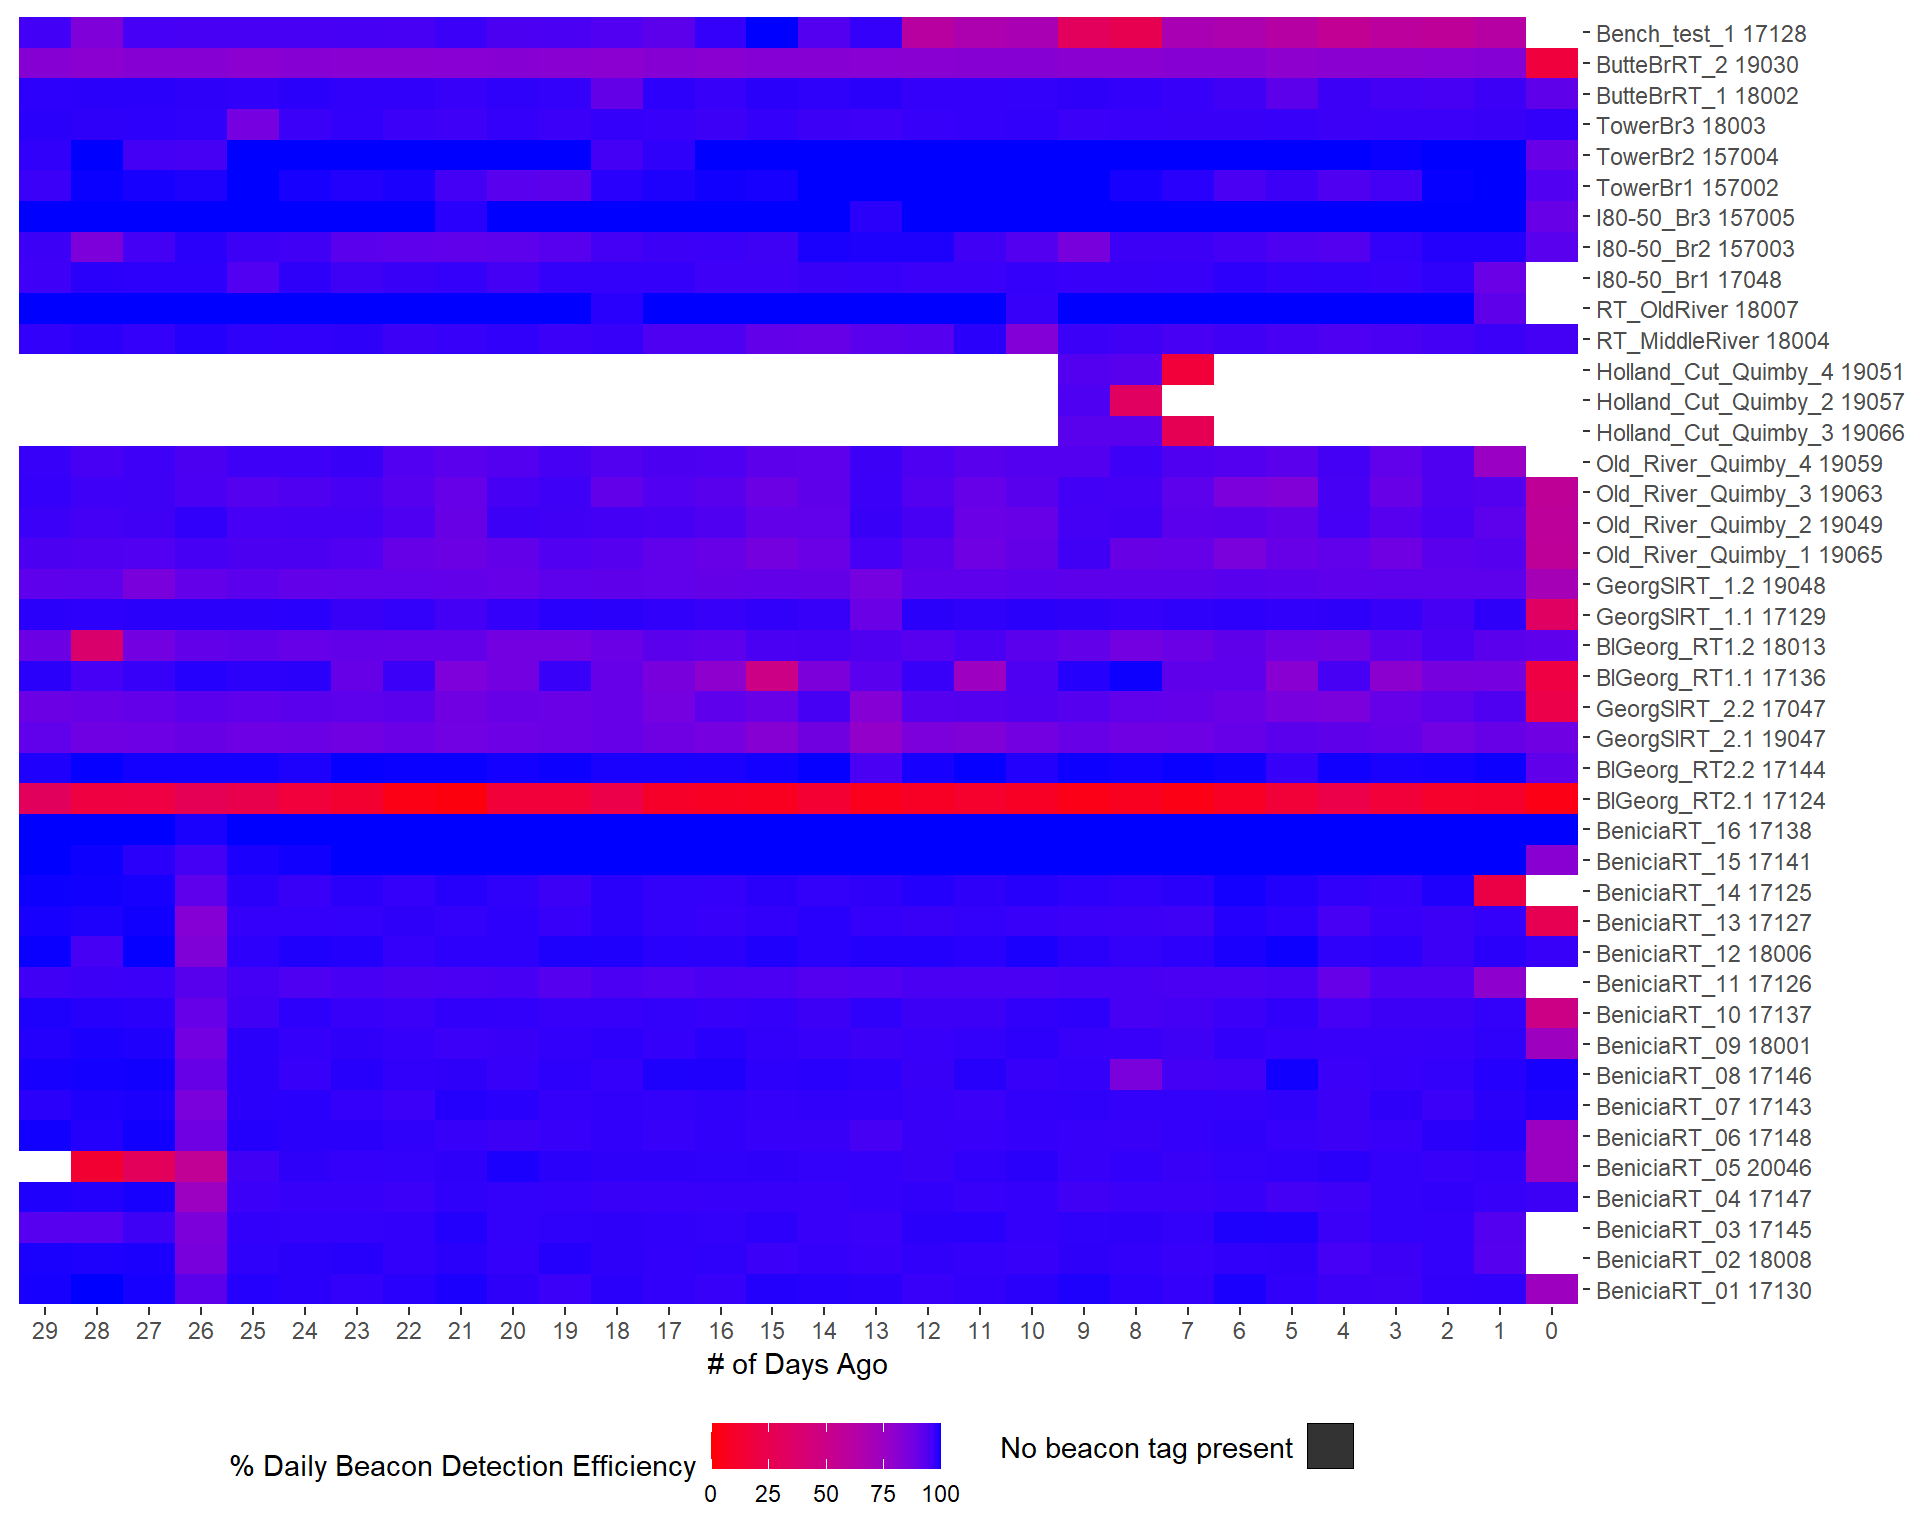 Bench_test_1 17128
ButteBrRT_2 19030
ButteBrRT_1 18002
TowerBr3 18003
TowerBr2 157004
TowerBr1 157002
I80-50_Br3 157005
I80-50_Br2 157003
I80-50_Br1 17048
RT_OldRiver 18007
RT_MiddleRiver 18004
Holland_Cut_Quimby_4 19051
Holland_Cut_Quimby_2 19057
Holland_Cut_Quimby_3 19066
Old_River_Quimby_4 19059
Old_River_Quimby_3 19063
Old_River_Quimby_2 19049
Old_River_Quimby_1 19065
GeorgSlRT_1.2 19048
GeorgSlRT_1.1 17129
BlGeorg_RT1.2 18013
BlGeorg_RT1.1 17136
GeorgSlRT_2.2 17047
GeorgSlRT_2.1 19047
BlGeorg_RT2.2 17144
BlGeorg_RT2.1 17124
BeniciaRT_16 17138
BeniciaRT_15 17141
BeniciaRT_14 17125
BeniciaRT_13 17127
BeniciaRT_12 18006
BeniciaRT_11 17126
BeniciaRT_10 17137
BeniciaRT_09 18001
BeniciaRT_08 17146
BeniciaRT_07 17143
BeniciaRT_06 17148
BeniciaRT_05 20046
BeniciaRT_04 17147
BeniciaRT_03 17145
BeniciaRT_02 18008
BeniciaRT_01 17130
29 28 27 26 25 24 23 22 21 20 19 18 17 16 15 14 13 12 11 10 9 8 7 6 5 4 3 2 1 0
# of Days Ago
% Daily Beacon Detection Efficiency
0 25 50 75 100
No beacon tag present